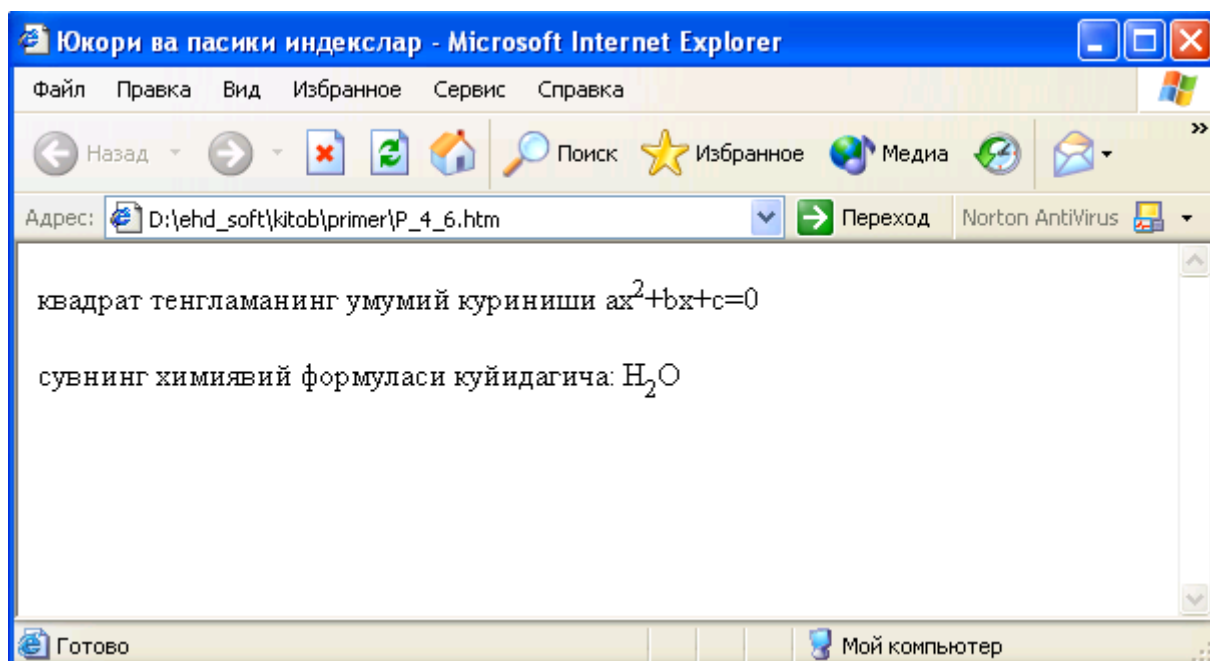 Юкори ва пасики индекслар - Microsoft Internet Explorer
Файл Правка Вид Избранное Сервис Справка
Назад Поиск Избранное Медиа »
Адрес: D:\ehd_soft\kitob\primer\P_4_6.htm Переход Norton AntiVirus
квадрат тенгламанинг умумий куриниши ax²+bx+c=0
сувнинг химиявий формуласи куйидагича: H₂O
Готово Мой компьютер